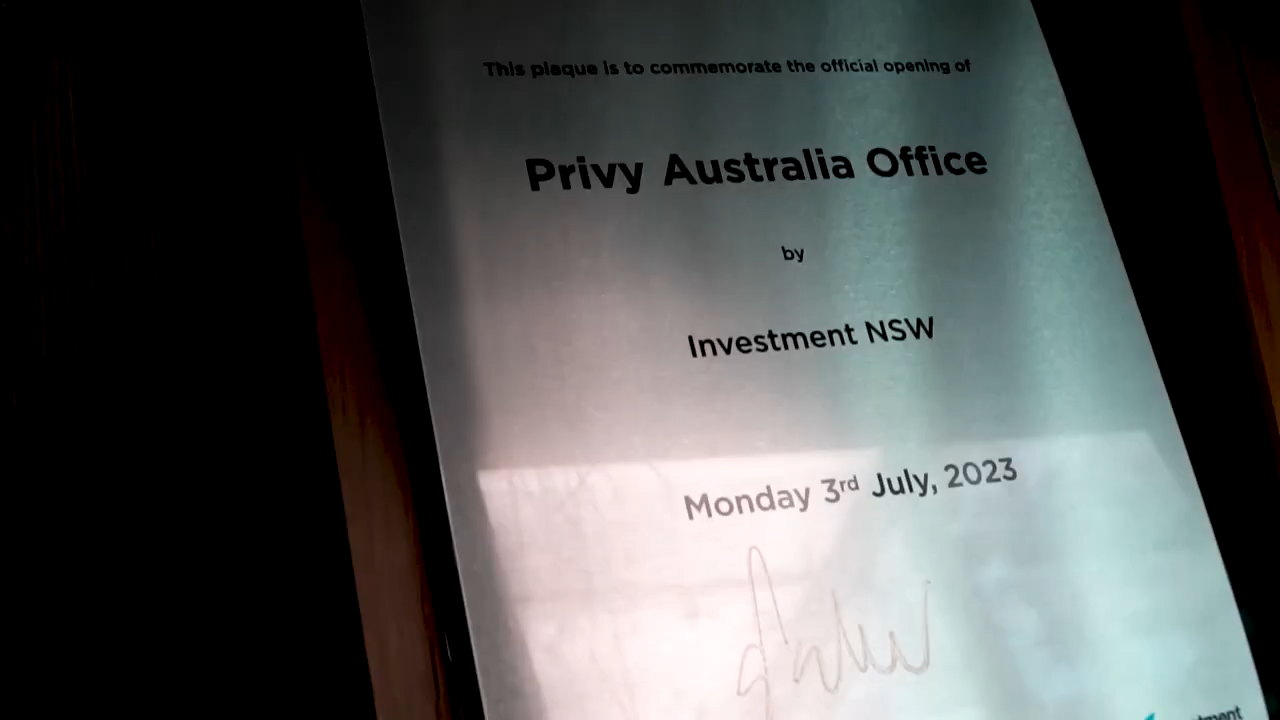 This plaque is to commemorate the official opening of
Privy Australia Office
by
Investment NSW
Monday 3rd July, 2023